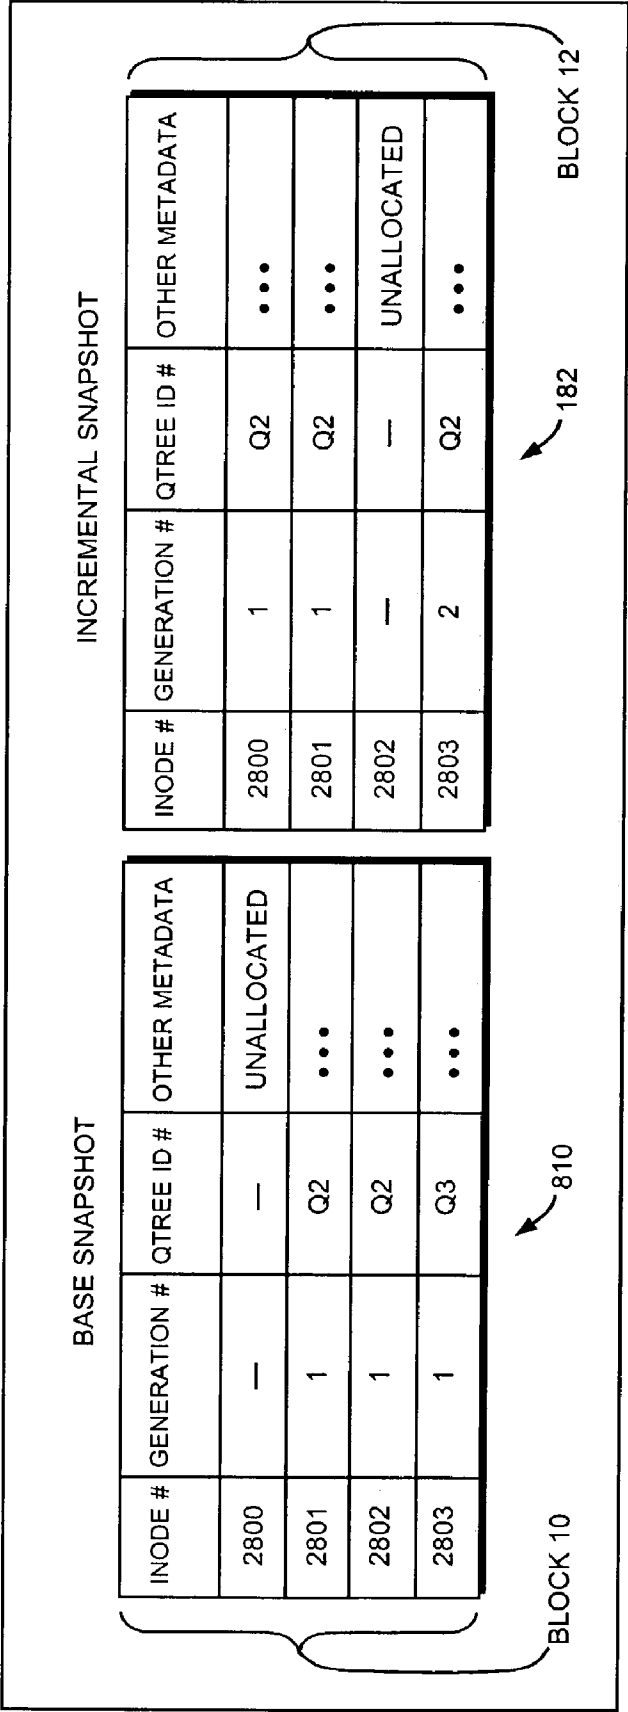 BASE SNAPSHOT
INODE # GENERATION # QTREE ID # OTHER METADATA
2800 — — UNALLOCATED
2801 1 Q2 •••
2802 1 Q2 •••
2803 1 Q3 •••
BLOCK 10
810
INCREMENTAL SNAPSHOT
INODE # GENERATION # QTREE ID # OTHER METADATA
2800 1 Q2 •••
2801 1 Q2 •••
2802 — — UNALLOCATED
2803 2 Q2 •••
182
BLOCK 12